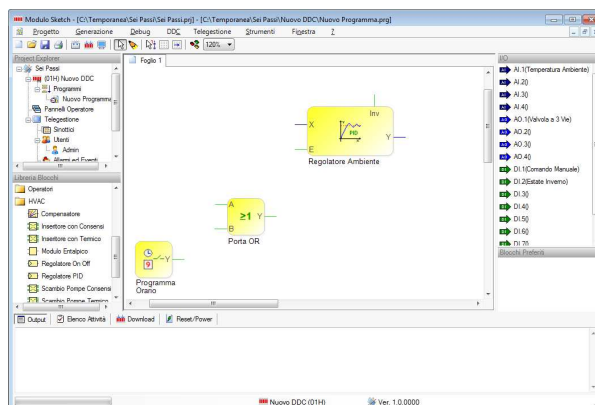 Modulo Sketch - [C:\Temporanea\Sei Passi\Sei Passi.prj] - [C:\Temporanea\Sei Passi\Nuovo DDC\Nuovo Programma.prg]
Progetto Generazione Debug DDC Telegestione Strumenti Finestra ?
120%
Project Explorer
Sei Passi
(01H) Nuovo DDC
Programmi
Nuovo Programma
Pannelli Operatore
Telegestione
Sinottici
Utenti
Admin
Allarmi ed Eventi
Libreria Blocchi
Operatori
HVAC
Compensatore
Insertore con Consensi
Insertore con Termico
Modulo Entalpico
Regolatore On Off
Regolatore PID
Scambio Pompe Consensi
Scambio Pompe Termico
Foglio 1
Inv
X
PID
Y
E
Regolatore Ambiente
A
≥1 Y
B
Porta OR
9
Y
Programma
Orario
I/O
AI.1(Temperatura Ambiente)
AI.2()
AI.3()
AI.4()
AO.1(Valvola a 3 Vie)
AO.2()
AO.3()
AO.4()
DI.1(Comando Manuale)
DI.2(Estate Inverno)
DI.3()
DI.4()
DI.5()
DI.6()
DI.7()
Blocchi Preferiti
Output Elenco Attività Download Reset/Power
Nuovo DDC (01H) Ver. 1.0.0000